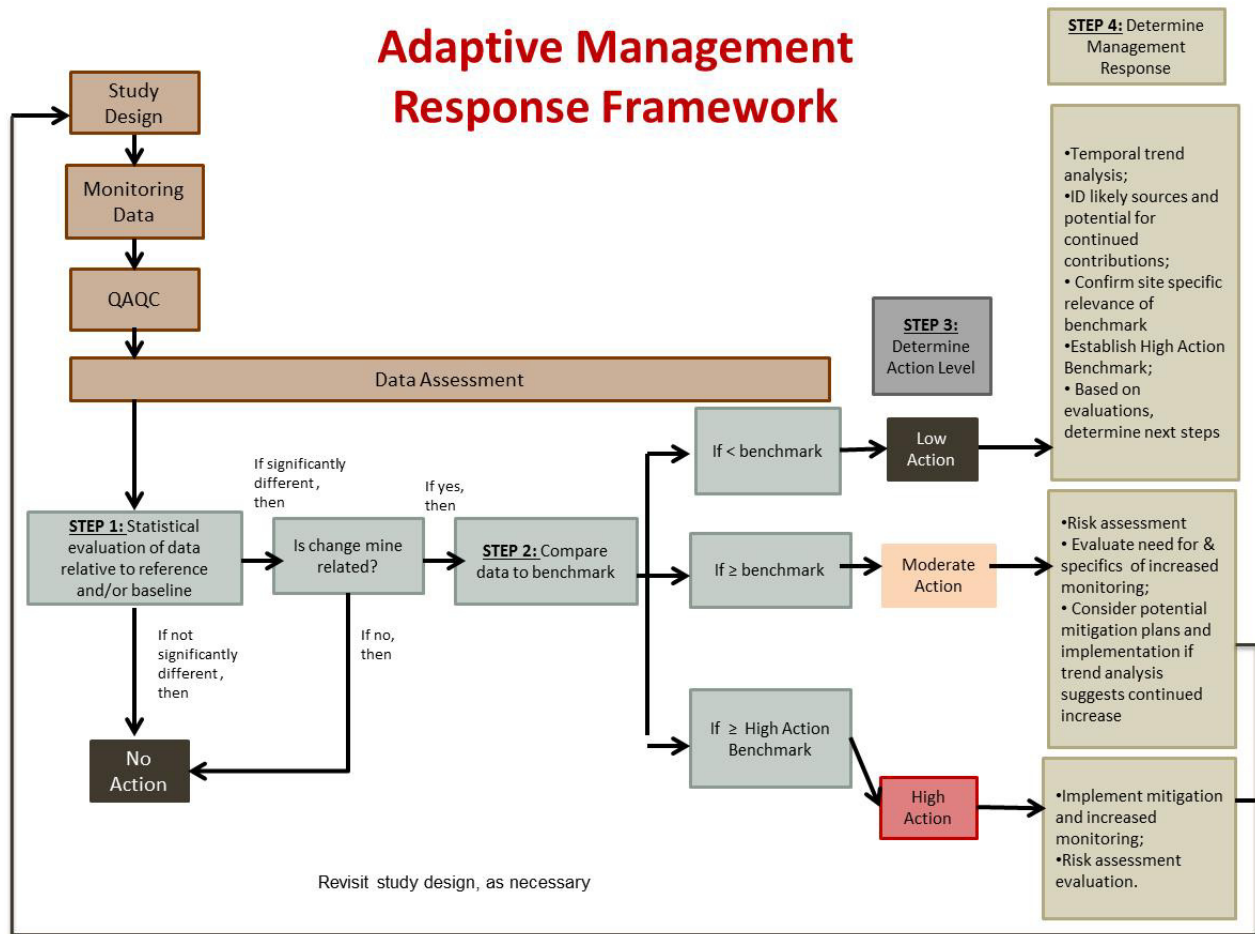 Adaptive Management
Response Framework
STEP 4: Determine
Management
Response
Study
Design
Monitoring
Data
QAQC
Data Assessment
STEP 3:
Determine
Action Level
STEP 1: Statistical
evaluation of data
relative to reference
and/or baseline
If significantly
different,
then
Is change mine
related?
If yes,
then
STEP 2: Compare
data to benchmark
If not
significantly
different,
then
If no,
then
No
Action
If < benchmark
Low
Action
•Temporal trend
analysis;
•ID likely sources and
potential for
continued
contributions;
• Confirm site specific
relevance of
benchmark
•Establish High Action
Benchmark;
• Based on
evaluations,
determine next steps
If ≥ benchmark
Moderate
Action
•Risk assessment
• Evaluate need for &
specifics of increased
monitoring;
• Consider potential
mitigation plans and
implementation if
trend analysis
suggests continued
increase
If ≥ High Action
Benchmark
High
Action
•Implement mitigation
and increased
monitoring;
•Risk assessment
evaluation.
Revisit study design, as necessary